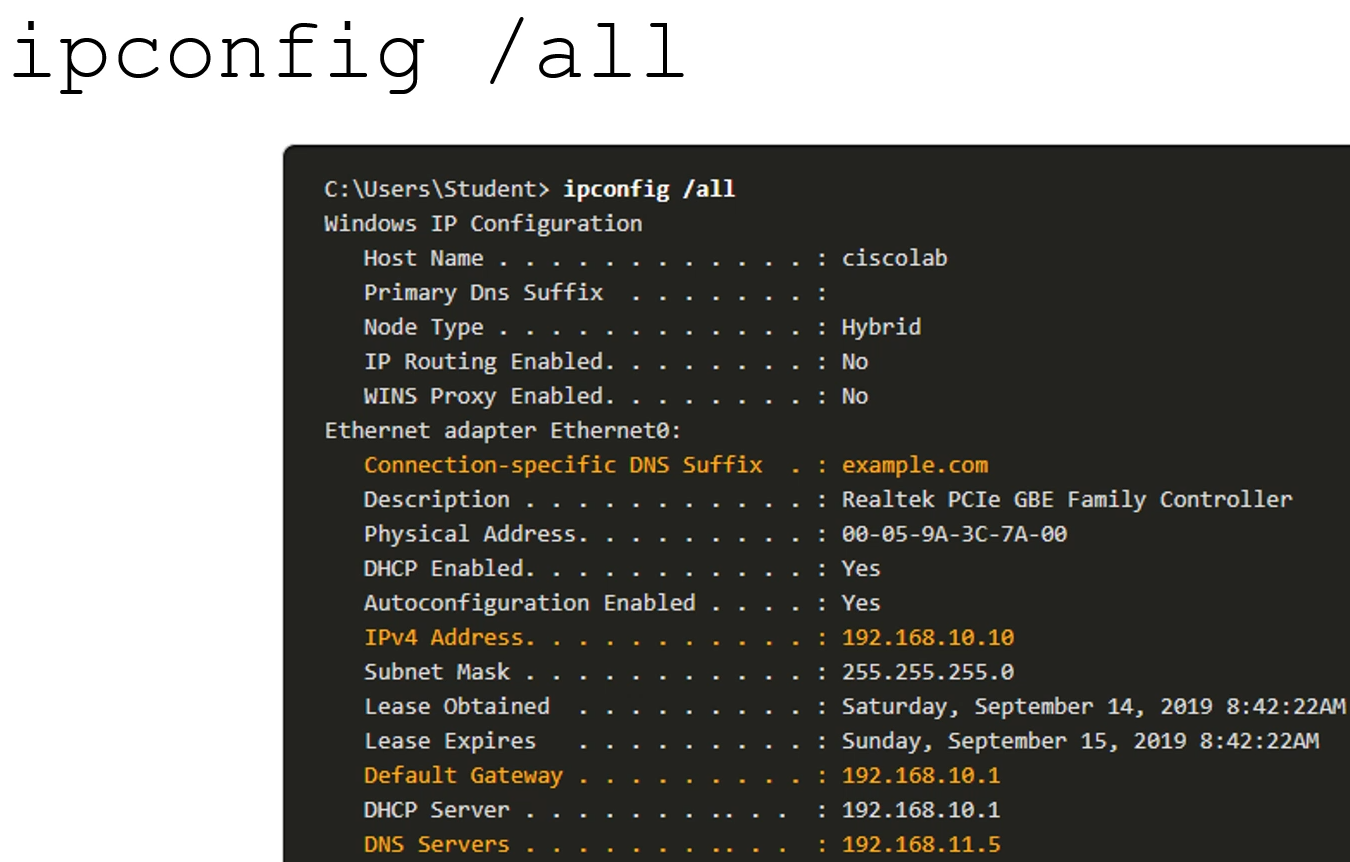 ipconfig /all
C:\Users\Student> ipconfig /all
Windows IP Configuration
Host Name . . . . . . . . . . . . : ciscolab
Primary Dns Suffix  . . . . . . . :
Node Type . . . . . . . . . . . . : Hybrid
IP Routing Enabled. . . . . . . . : No
WINS Proxy Enabled. . . . . . . . : No
Ethernet adapter Ethernet0:
Connection-specific DNS Suffix  . : example.com
Description . . . . . . . . . . . : Realtek PCIe GBE Family Controller
Physical Address. . . . . . . . . : 00-05-9A-3C-7A-00
DHCP Enabled. . . . . . . . . . . : Yes
Autoconfiguration Enabled . . . . : Yes
IPv4 Address. . . . . . . . . . . : 192.168.10.10
Subnet Mask . . . . . . . . . . . : 255.255.255.0
Lease Obtained  . . . . . . . . . : Saturday, September 14, 2019 8:42:22AM
Lease Expires   . . . . . . . . . : Sunday, September 15, 2019 8:42:22AM
Default Gateway . . . . . . . . . : 192.168.10.1
DHCP Server . . . . . . . .. . .  : 192.168.10.1
DNS Servers . . . . . . . .. . .  : 192.168.11.5